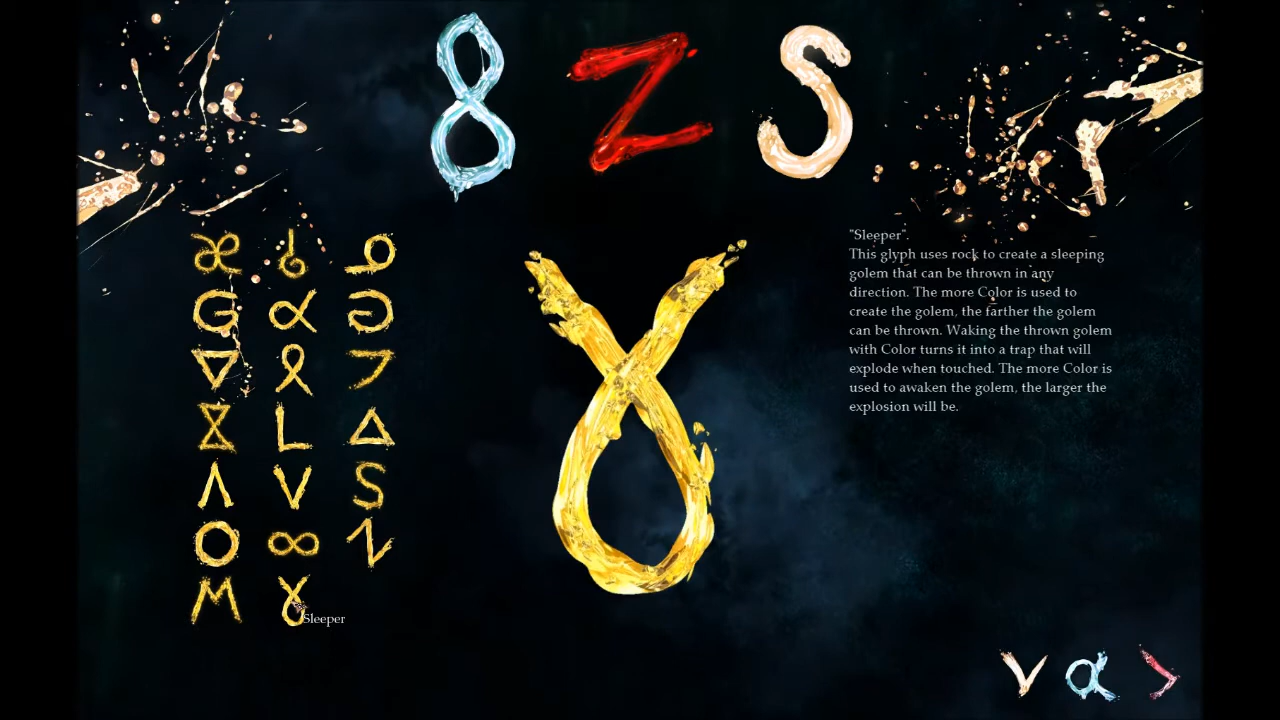 8 Z S
"Sleeper".
This glyph uses rock to create a sleeping
golem that can be thrown in any
direction. The more Color is used to
create the golem, the farther the golem
can be thrown. Waking the thrown golem
with Color turns it into a trap that will
explode when touched. The more Color is
used to awaken the golem, the larger the
explosion will be.
Sleeper